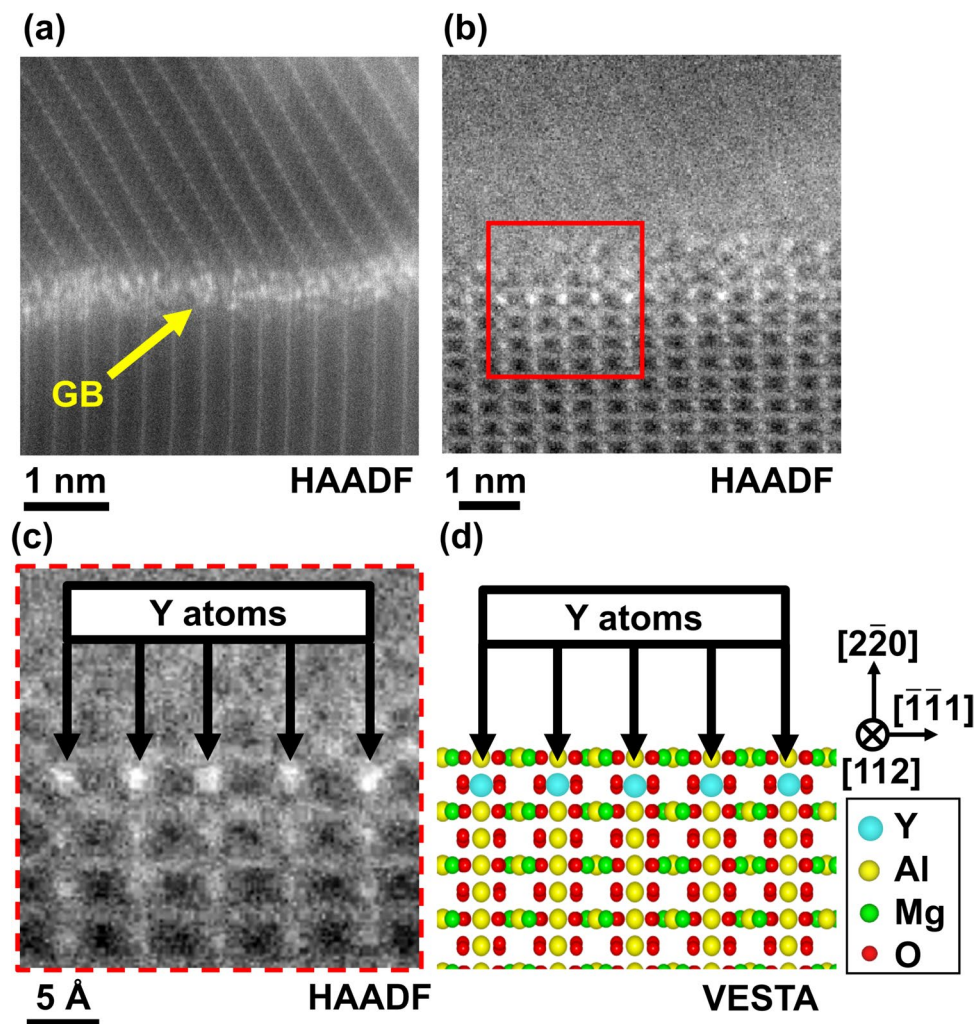 (a)
(b)
GB
1 nm
HAADF
1 nm
HAADF
(c)
(d)
Y atoms
Y atoms
[22̄0]
[1̄1̄1]
[112]
Y
Al
Mg
O
5 Å
HAADF
VESTA